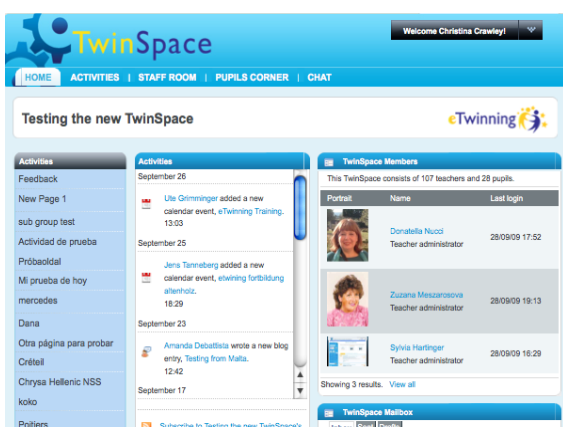 TwinSpace
Welcome Christina Crawley!
HOME ACTIVITIES | STAFF ROOM | PUPILS CORNER | CHAT
Testing the new TwinSpace
eTwinning
Activities
Feedback
New Page 1
sub group test
Actividad de prueba
Próbaoldal
Mi prueba de hoy
mercedes
Dana
Otra página para probar
Créteil
Chrysa Hellenic NSS
koko
Poitiers
Activities
September 26
Ute Grimminger added a new
calendar event, eTwinning Training.
13:03
September 25
Jens Tanneberg added a new
calendar event, etwining fortbildung
altenholz.
18:29
September 23
Amanda Debattista wrote a new blog
entry, Testing from Malta.
12:42
September 17
Subscribe to Testing the new TwinSpace's
TwinSpace Members
This TwinSpace consists of 107 teachers and 28 pupils.
Portrait Name Last login
Donatella Nucci
Teacher administrator
28/09/09 17:52
Zuzana Meszarosova
Teacher administrator
28/09/09 19:13
Sylvia Hartinger
Teacher administrator
28/09/09 16:29
Showing 3 results. View all
TwinSpace Mailbox
Inbox Sent Drafts